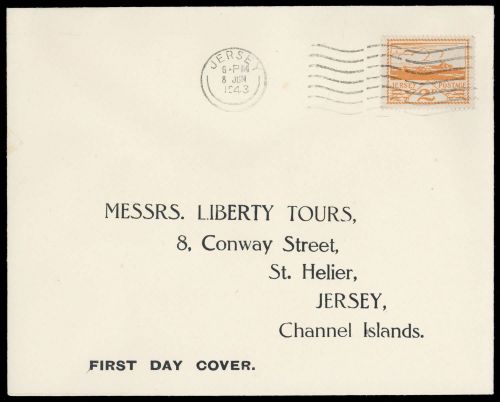 JERSEY
6-PM
8 JUN
1943
JERSEY POSTAGE
2D
MESSRS. LIBERTY TOURS,
8, Conway Street,
St. Helier,
JERSEY,
Channel Islands.
FIRST DAY COVER.